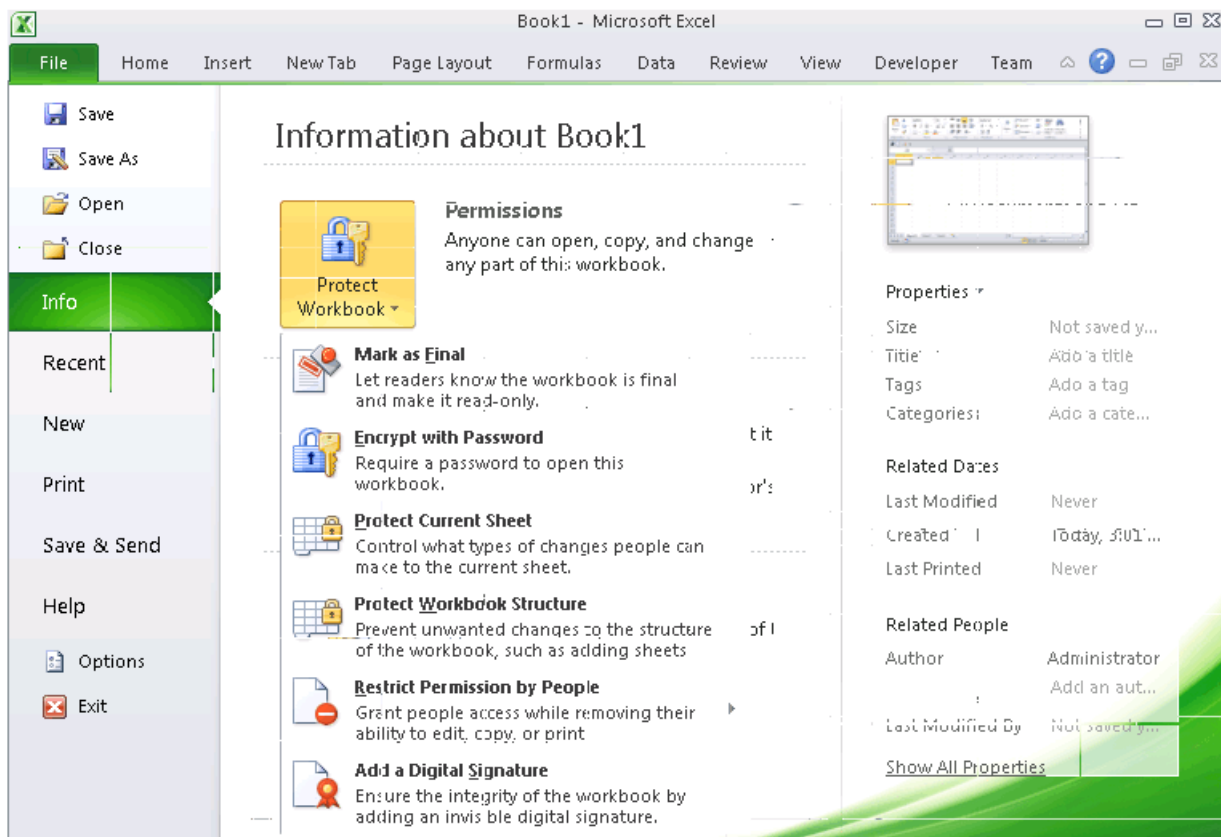 Book1 - Microsoft Excel
File Home Insert New Tab Page Layout Formulas Data Review View Developer Team
Save
Save As
Open
Close
Info
Recent
New
Print
Save & Send
Help
Options
Exit
Information about Book1
Protect
Workbook
Permissions
Anyone can open, copy, and change
any part of this workbook.
Mark as Final
Let readers know the workbook is final
and make it read-only.
Encrypt with Password
Require a password to open this
workbook.
Protect Current Sheet
Control what types of changes people can
make to the current sheet.
Protect Workbook Structure
Prevent unwanted changes to the structure
of the workbook, such as adding sheets
Restrict Permission by People
Grant people access while removing their
ability to edit, copy, or print
Add a Digital Signature
Ensure the integrity of the workbook by
adding an invisible digital signature.
t it
or's
of
Properties
Size Not saved y...
Title Add a title
Tags Add a tag
Categories Add a cate...
Related Dates
Last Modified Never
Created Today,
Last Printed Never
Related People
Author Administrator
Add an aut...
Last Modified By Not saved y...
Show All Properties